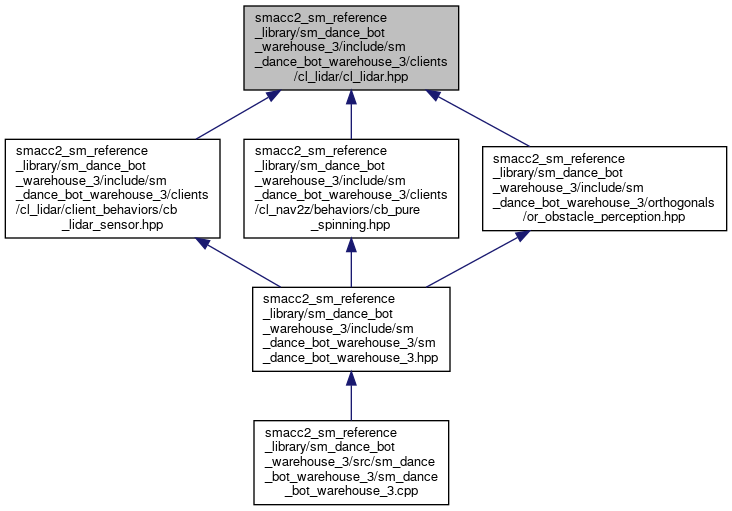 smacc2_sm_reference
_library/sm_dance_bot
_warehouse_3/include/sm
_dance_bot_warehouse_3/clients
/cl_lidar/cl_lidar.hpp
smacc2_sm_reference
_library/sm_dance_bot
_warehouse_3/include/sm
_dance_bot_warehouse_3/clients
/cl_lidar/client_behaviors/cb
_lidar_sensor.hpp
smacc2_sm_reference
_library/sm_dance_bot
_warehouse_3/include/sm
_dance_bot_warehouse_3/clients
/cl_nav2z/behaviors/cb_pure
_spinning.hpp
smacc2_sm_reference
_library/sm_dance_bot
_warehouse_3/include/sm
_dance_bot_warehouse_3/orthogonals
/or_obstacle_perception.hpp
smacc2_sm_reference
_library/sm_dance_bot
_warehouse_3/include/sm
_dance_bot_warehouse_3/sm
_dance_bot_warehouse_3.hpp
smacc2_sm_reference
_library/sm_dance_bot
_warehouse_3/src/sm_dance
_bot_warehouse_3/sm_dance
_bot_warehouse_3.cpp